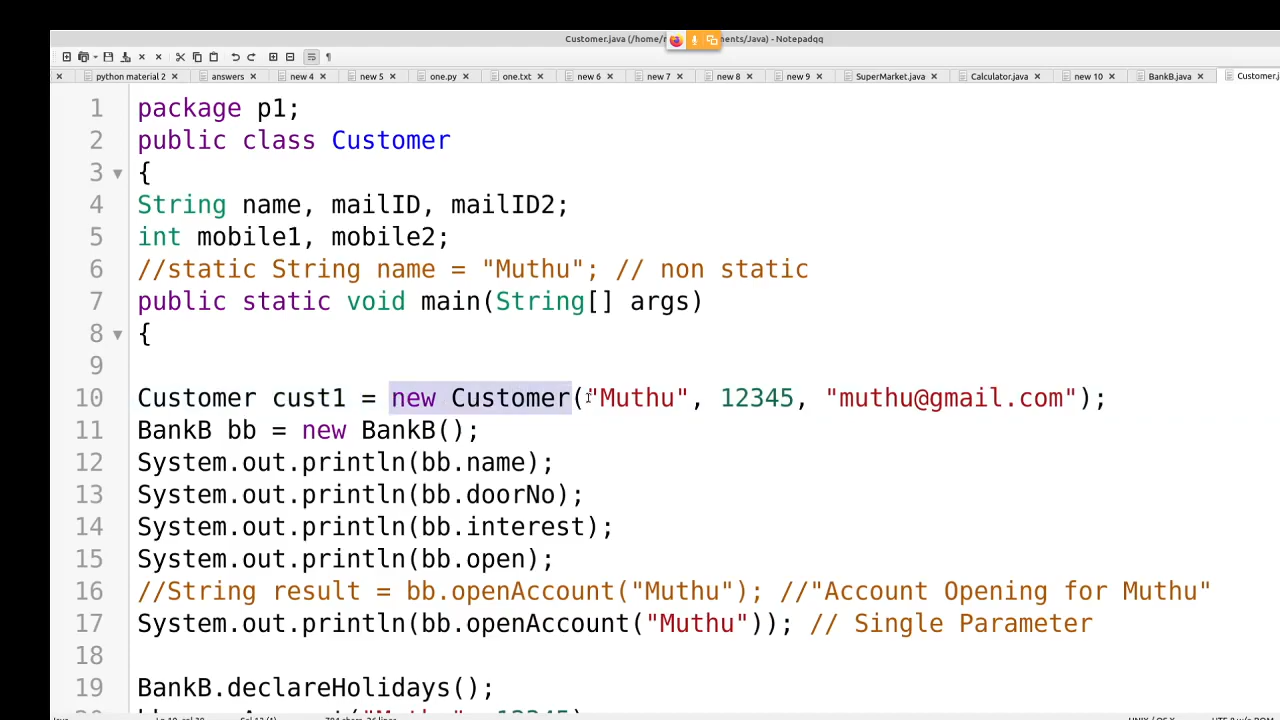 Customer.java (/home/ments/Java) - Notepadqq
python material 2 answers new 4 new 5 one.py one.txt new 6 new 7 new 8 new 9 SuperMarket.java Calculator.java new 10 BankB.java Customer.j
1 package p1;
2 public class Customer
3 {
4 String name, mailID, mailID2;
5 int mobile1, mobile2;
6 //static String name = "Muthu"; // non static
7 public static void main(String[] args)
8 {
9
10 Customer cust1 = new Customer("Muthu", 12345, "muthu@gmail.com");
11 BankB bb = new BankB();
12 System.out.println(bb.name);
13 System.out.println(bb.doorNo);
14 System.out.println(bb.interest);
15 System.out.println(bb.open);
16 //String result = bb.openAccount("Muthu"); //"Account Opening for Muthu"
17 System.out.println(bb.openAccount("Muthu")); // Single Parameter
18
19 BankB.declareHolidays();